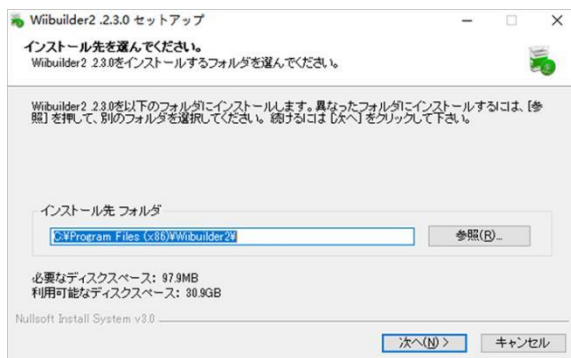 Wiibuilder2 .2.3.0 セットアップ
インストール先を選んでください。
Wiibuilder2 .2.3.0をインストールするフォルダを選んでください。
Wiibuilder2 .2.3.0を以下のフォルダにインストールします。異なったフォルダにインストールするには、[参
照] を押して、別のフォルダを選択してください。 続けるには [次へ] をクリックして下さい。
インストール先 フォルダ
C:¥Program Files (x86)¥Wiibuilder2¥
参照(R)...
必要なディスクスペース: 97.9MB
利用可能なディスクスペース: 30.9GB
Nullsoft Install System v3.0
次へ(N) >
キャンセル